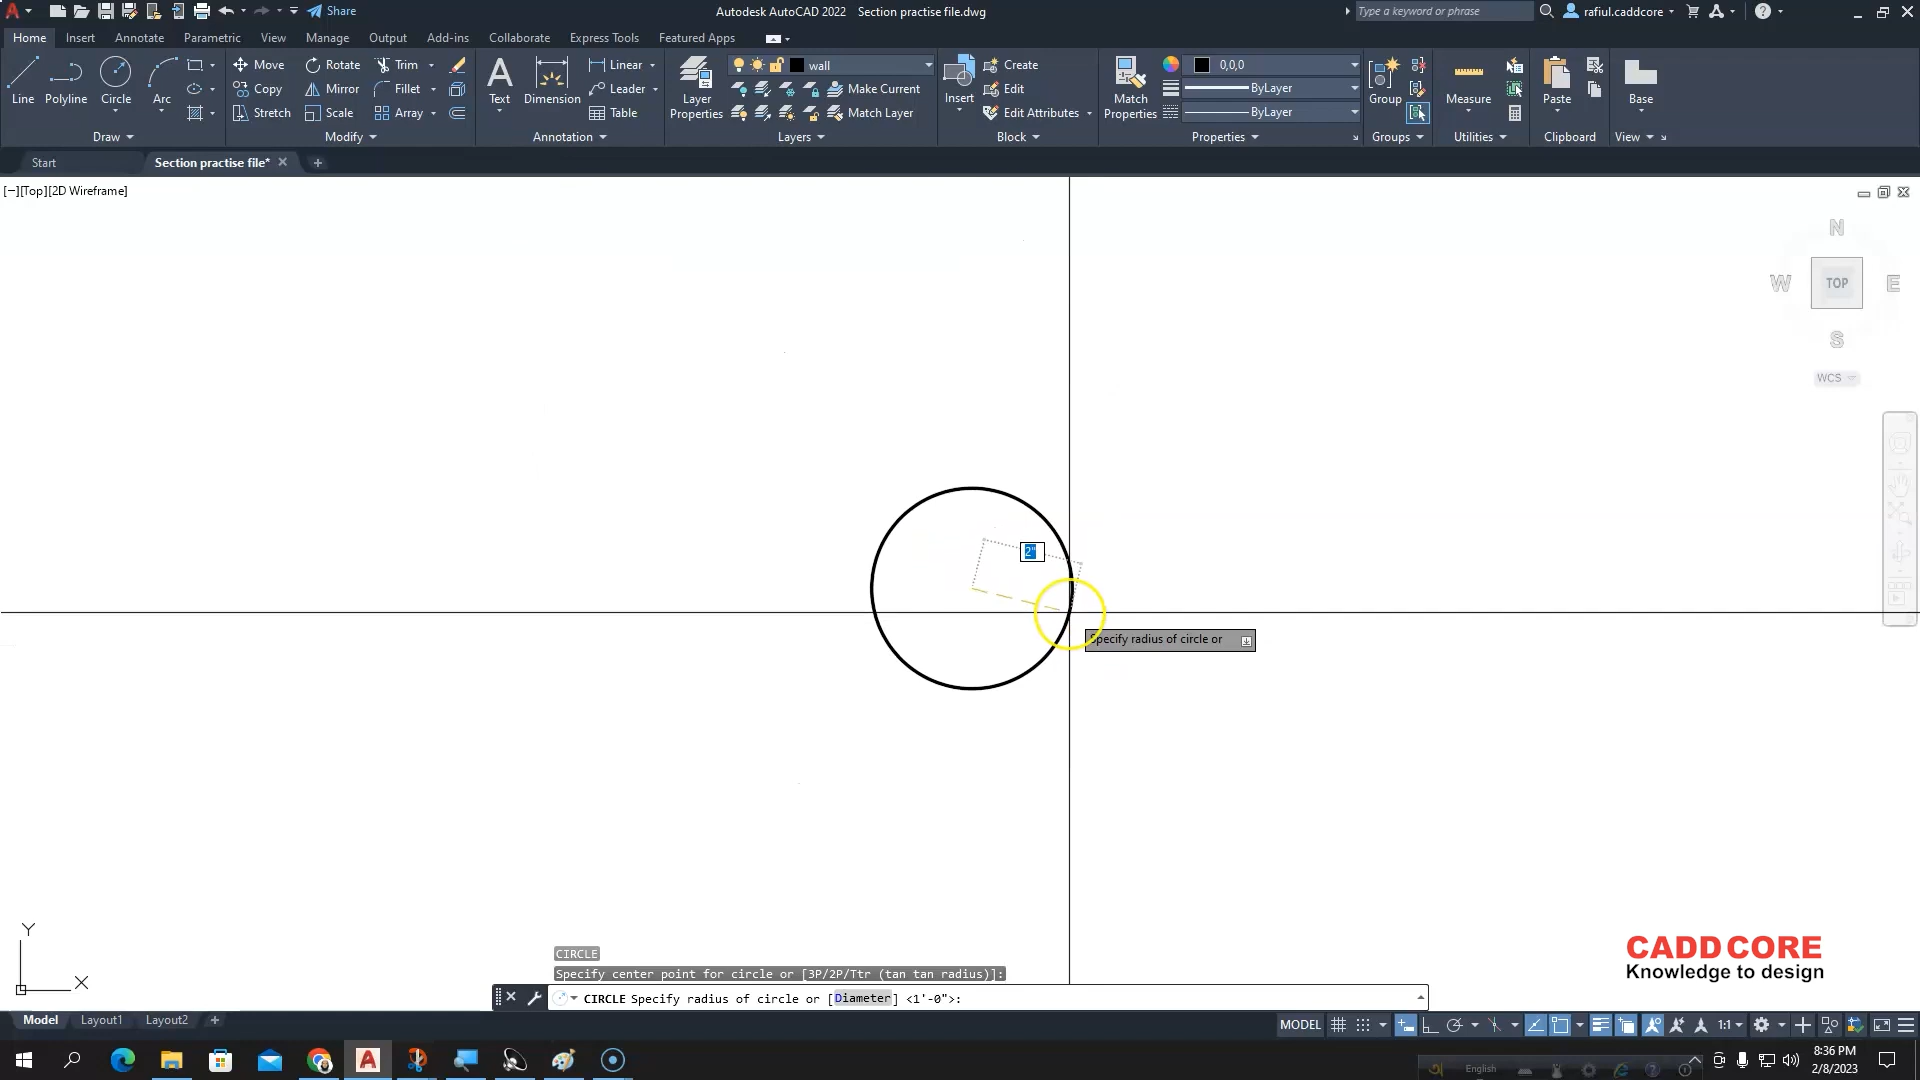 Share
Autodesk AutoCAD 2022 Section practise file.dwg
Type a keyword or phrase
rafiul.caddcore
Home Insert Annotate Parametric View Manage Output Add-ins Collaborate Express Tools Featured Apps
Line Polyline Circle Arc
Move Rotate Trim
Copy Mirror Fillet
Stretch Scale Array
Text Dimension
Linear
Leader
Table
Layer Properties
wall
Make Current
Match Layer
Insert
Create
Edit
Edit Attributes
Match Properties
0,0,0
ByLayer
ByLayer
Group
Measure
Paste
Base
Draw Modify Annotation Layers Block Properties Groups Utilities Clipboard View
Start Section practise file*
[−][Top][2D Wireframe]
N
W TOP E
S
WCS
2"
Specify radius of circle or
Y
X
CADD CORE
Knowledge to design
CIRCLE
Specify center point for circle or [3P/2P/Ttr (tan tan radius)]:
CIRCLE Specify radius of circle or [Diameter] <1'-0">:
Model Layout1 Layout2
MODEL 1:1
English
8:36 PM
2/8/2023